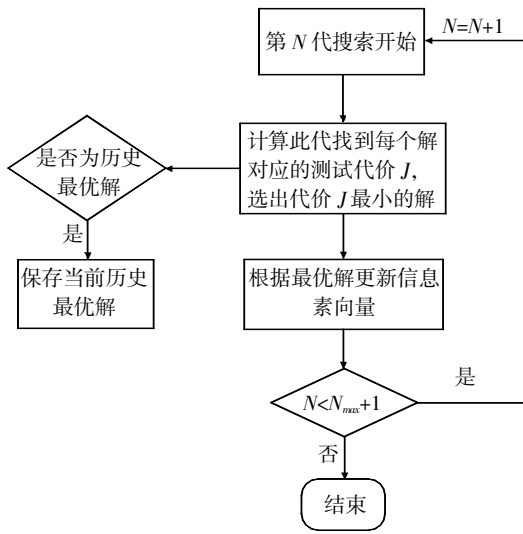 第 N 代搜索开始
N=N+1
计算此代找到每个解
对应的测试代价 J,
选出代价 J 最小的解
是否为历史
最优解
是
保存当前历史
最优解
根据最优解更新信息
素向量
N<Nmax+1
是
否
结束